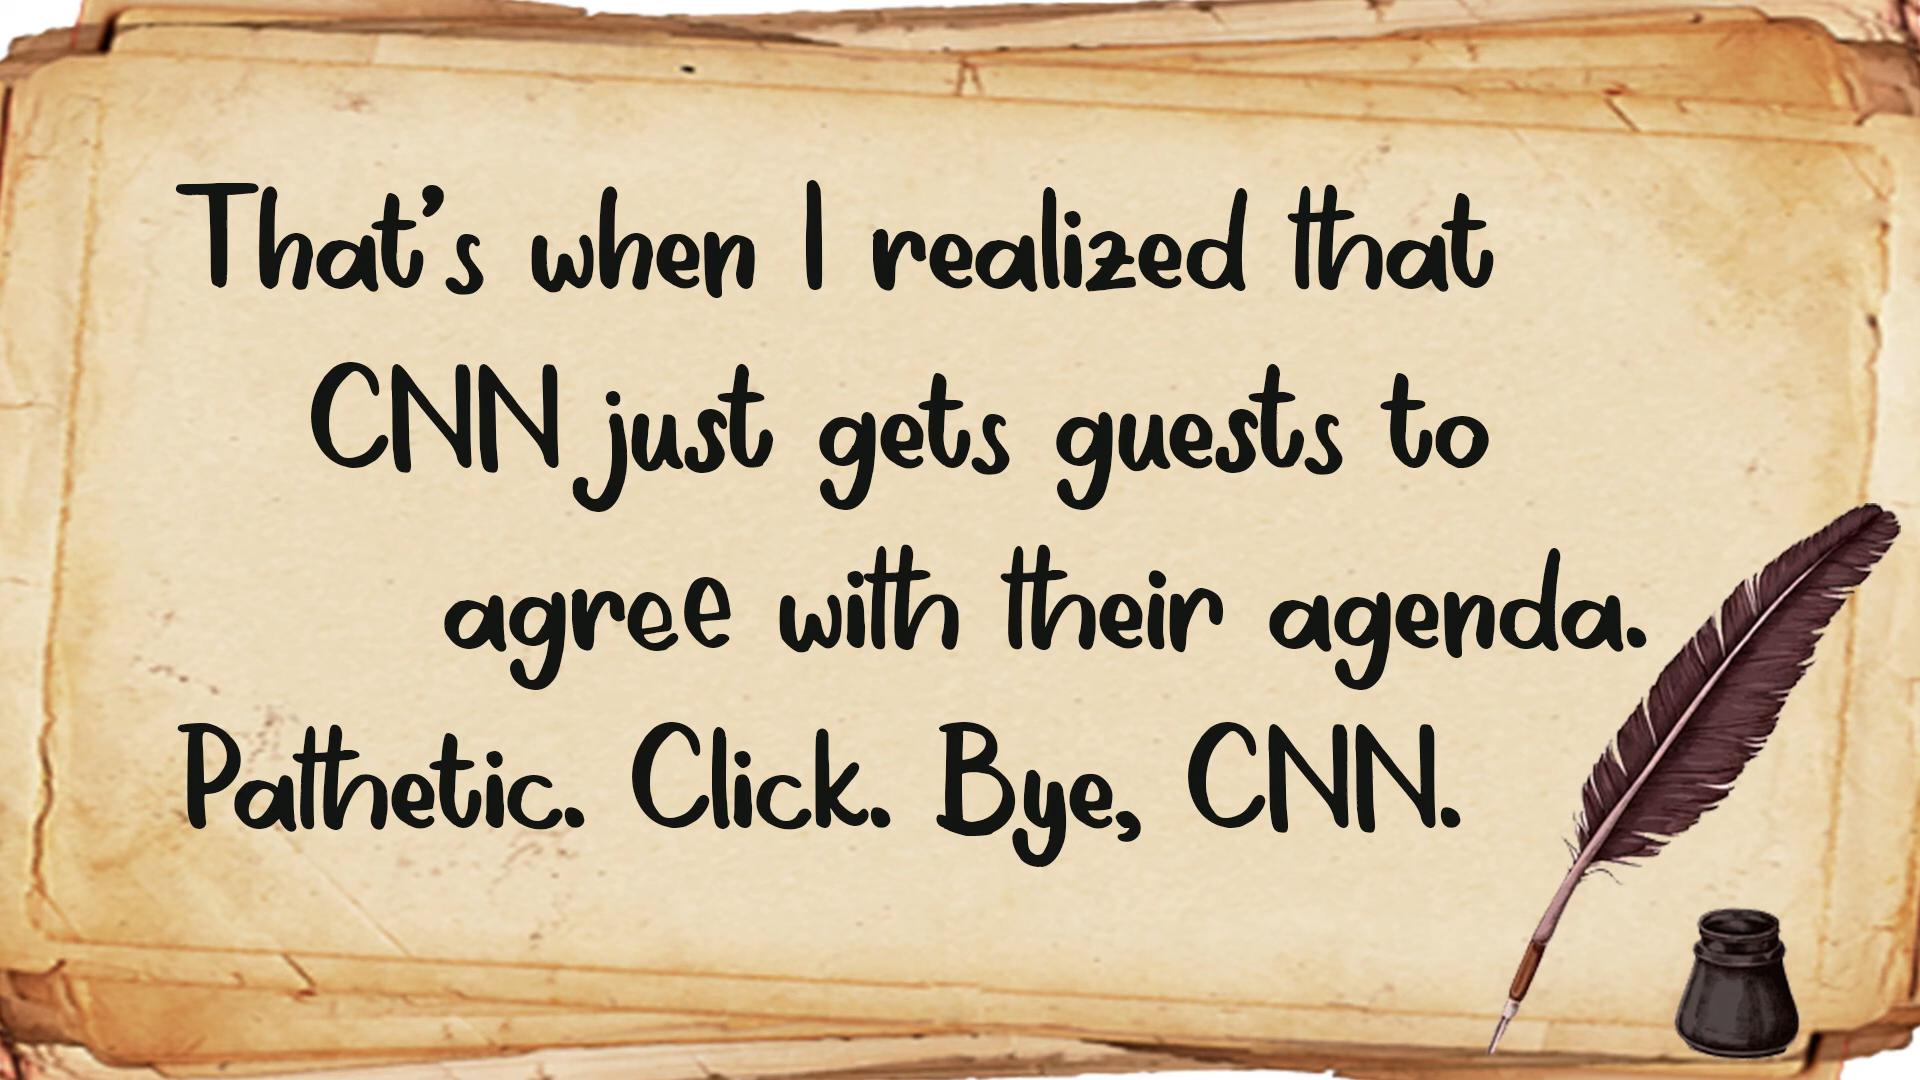 That's when I realized that
CNN just gets guests to
agree with their agenda.
Pathetic. Click. Bye, CNN.